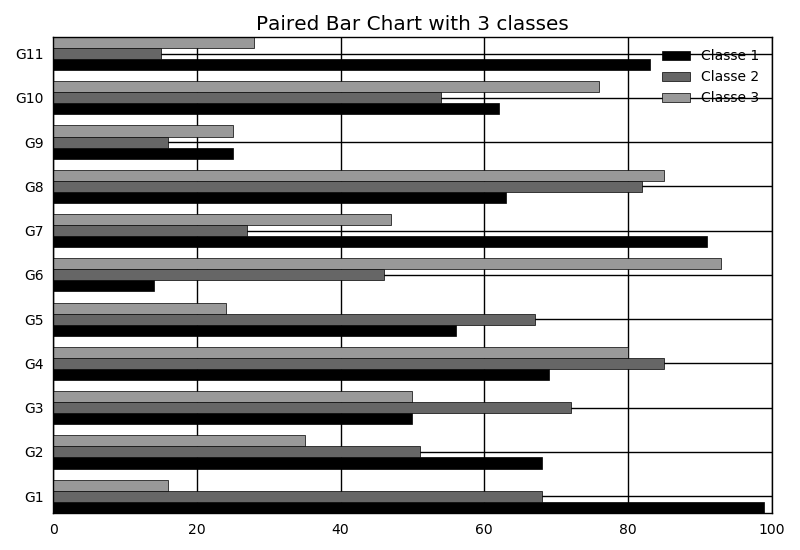 Paired Bar Chart with 3 classes
G11
G10
G9
G8
G7
G6
G5
G4
G3
G2
G1
Classe 1
Classe 2
Classe 3
0 20 40 60 80 100